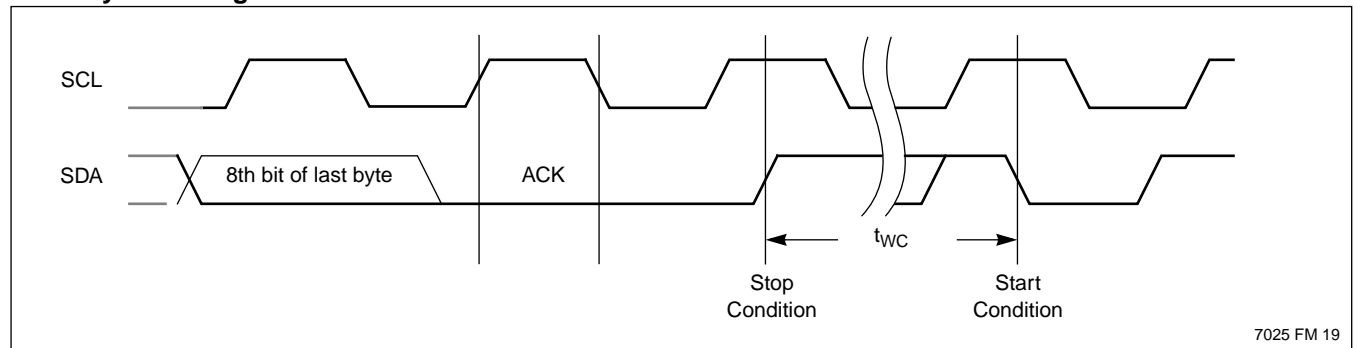 SCL
SDA
8th bit of last byte
ACK
tWC
Stop
Condition
Start
Condition
7025 FM 19